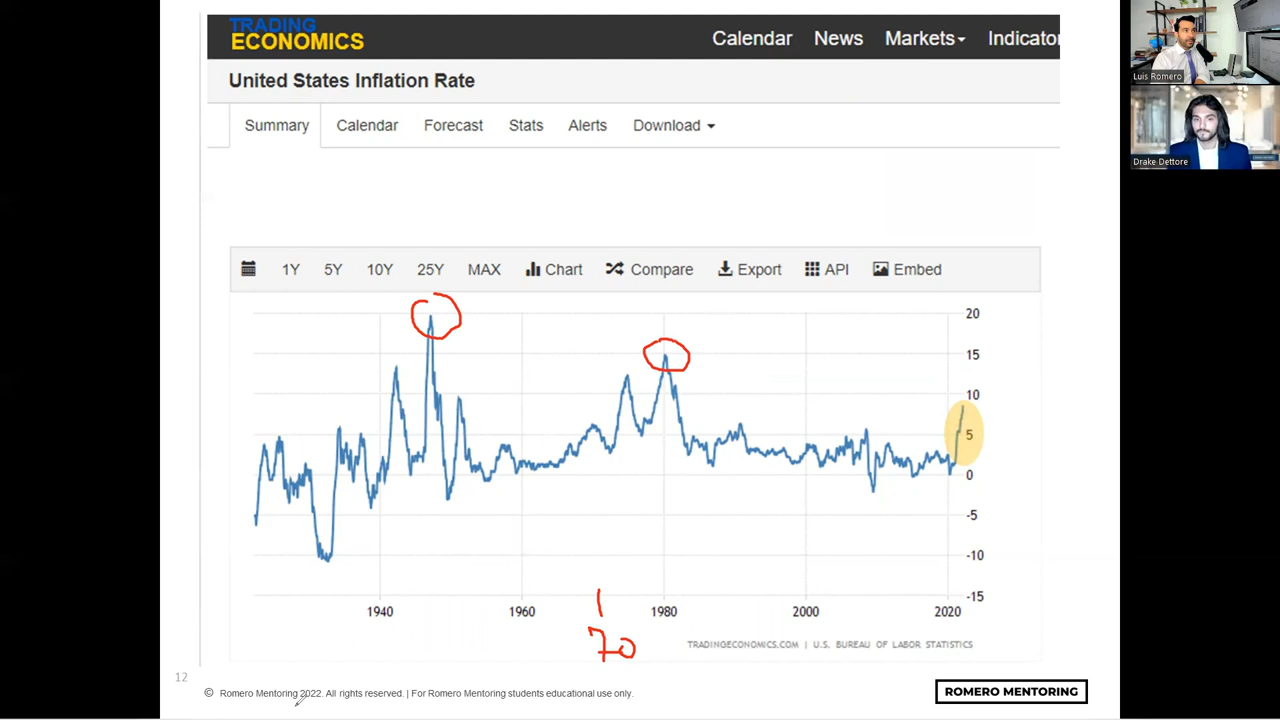 TRADING
ECONOMICS
Calendar News Markets Indicator
United States Inflation Rate
Summary Calendar Forecast Stats Alerts Download
1Y 5Y 10Y 25Y MAX Chart Compare Export API Embed
20
15
10
5
0
-5
-10
-15
1940 1960 1980 2000 2020
70
TRADINGECONOMICS.COM | U.S. BUREAU OF LABOR STATISTICS
12
© Romero Mentoring 2022. All rights reserved. | For Romero Mentoring students educational use only.
ROMERO MENTORING
Luis Romero
Drake Dettore